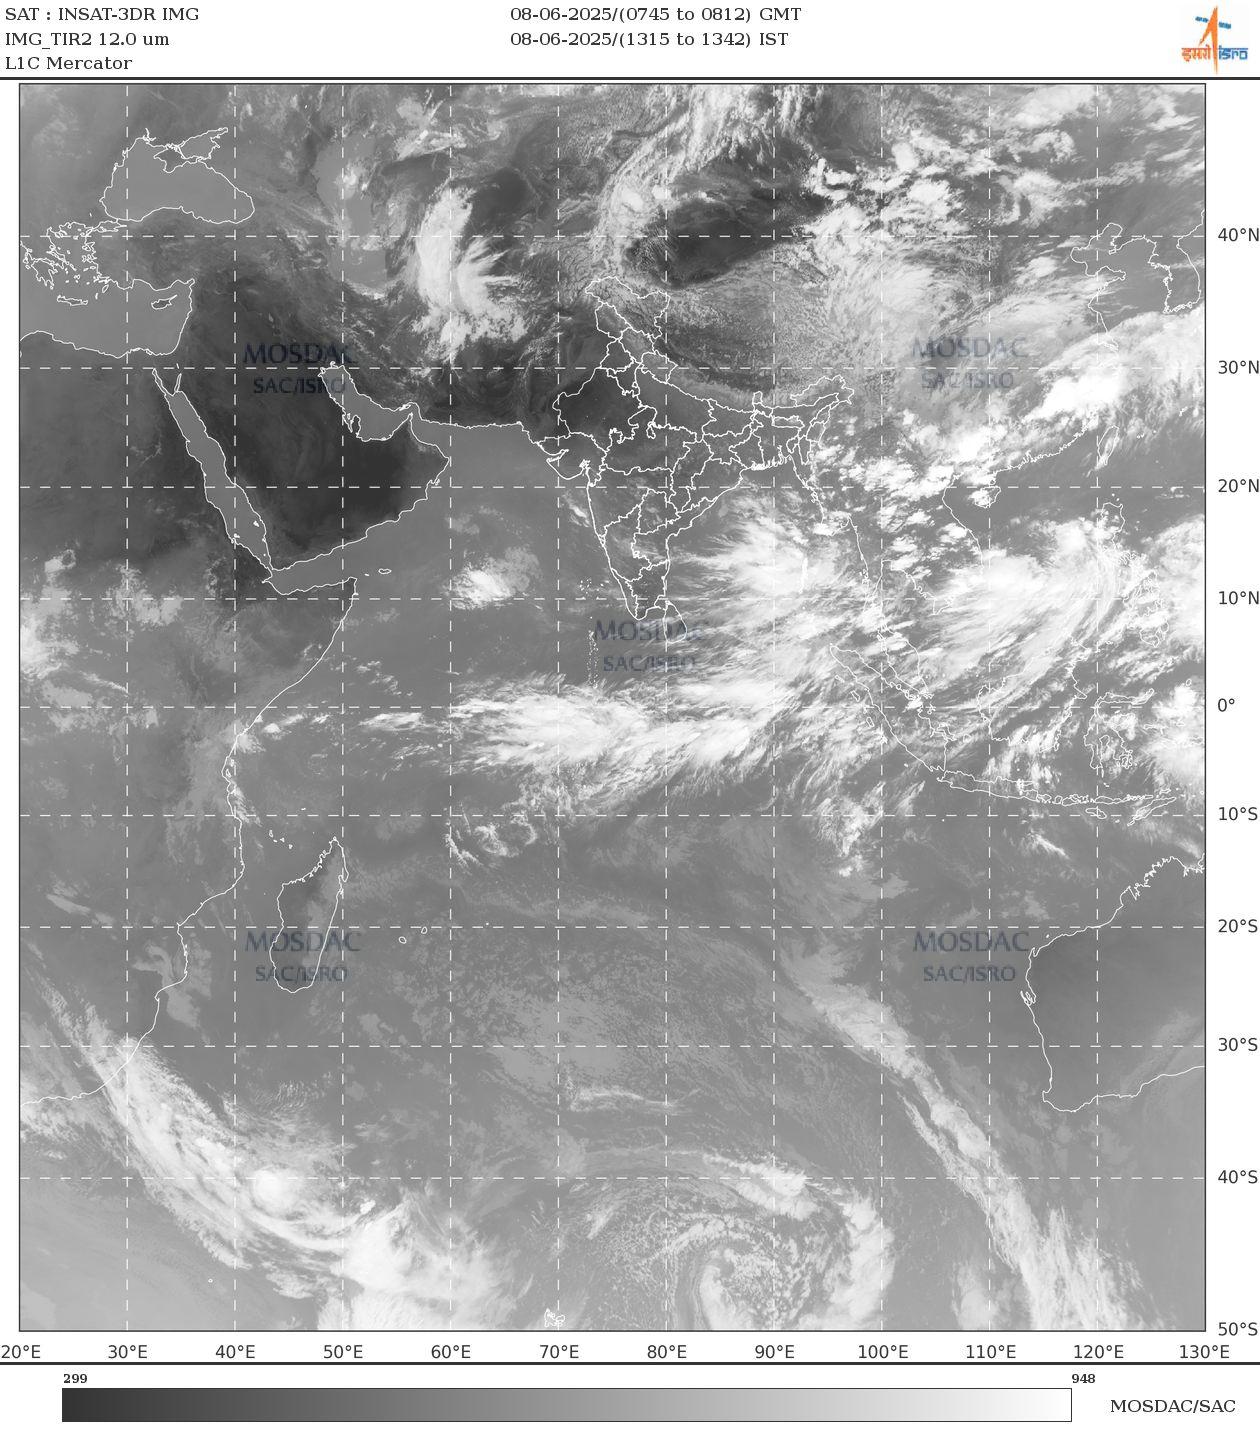 SAT : INSAT-3DR IMG
IMG_TIR2 12.0 um
L1C Mercator
08-06-2025/(0745 to 0812) GMT
08-06-2025/(1315 to 1342) IST
इसरो isro
40°N
MOSDAC
SAC/ISRO
MOSDAC
SAC/ISRO
30°N
20°N
10°N
MOSDAC
SAC/ISRO
0°
10°S
20°S
MOSDAC
SAC/ISRO
MOSDAC
SAC/ISRO
30°S
40°S
50°S
20°E 30°E 40°E 50°E 60°E 70°E 80°E 90°E 100°E 110°E 120°E 130°E
299 948
MOSDAC/SAC